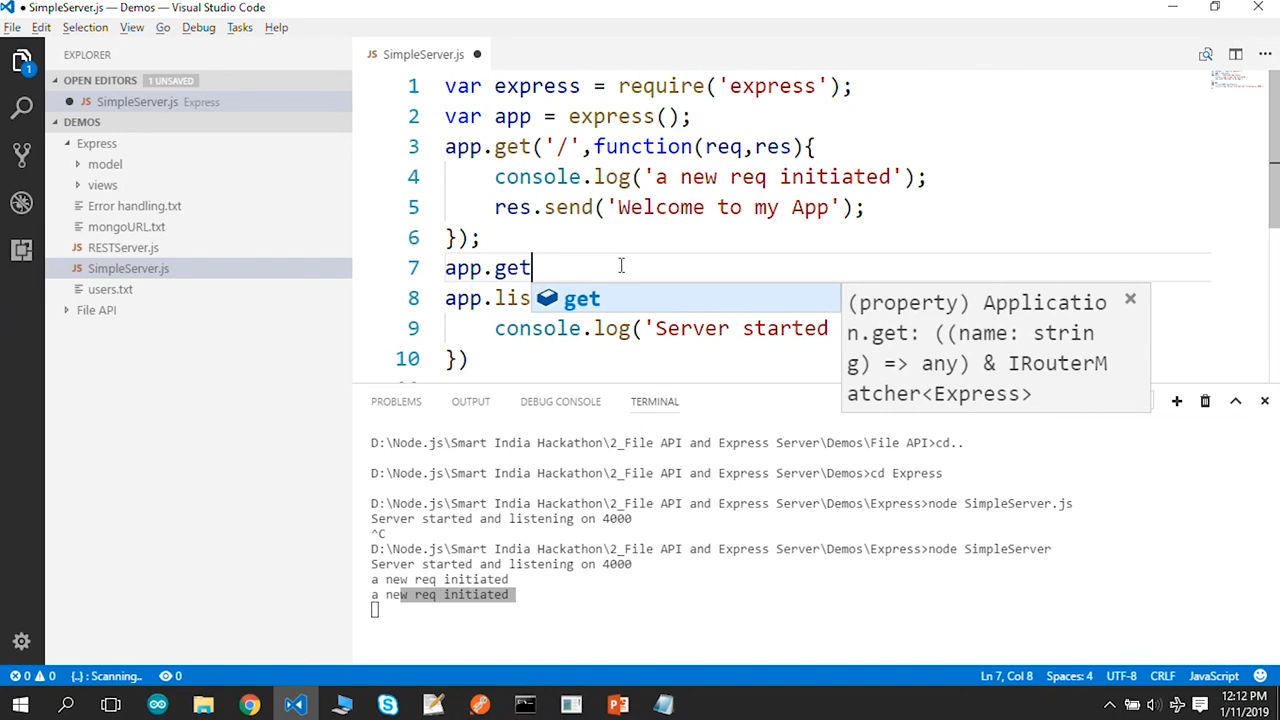 SimpleServer.js — Demos — Visual Studio Code
File Edit Selection View Go Debug Tasks Help
EXPLORER
OPEN EDITORS 1 UNSAVED
SimpleServer.js Express
DEMOS
Express
model
views
Error handling.txt
mongoURL.txt
RESTServer.js
SimpleServer.js
users.txt
File API
1
JS SimpleServer.js
1 var express = require('express');
2 var app = express();
3 app.get('/',function(req,res){
4 console.log('a new req initiated');
5 res.send('Welcome to my App');
6 });
7 app.get
8 app.lis
9 console.log('Server started
10 })
get
(property) Applicatio
n.get: ((name: strin
g) => any) & IRouterM
atcher<Express>
PROBLEMS OUTPUT DEBUG CONSOLE TERMINAL
D:\Node.js\Smart India Hackathon\2_File API and Express Server\Demos\File API>cd..
D:\Node.js\Smart India Hackathon\2_File API and Express Server\Demos>cd Express
D:\Node.js\Smart India Hackathon\2_File API and Express Server\Demos\Express>node SimpleServer.js
Server started and listening on 4000
^C
D:\Node.js\Smart India Hackathon\2_File API and Express Server\Demos\Express>node SimpleServer
Server started and listening on 4000
a new req initiated
a new req initiated
0 0 {..} : Scanning.. 0 Ln 7, Col 8 Spaces: 4 UTF-8 CRLF JavaScript
12:12 PM
1/11/2019